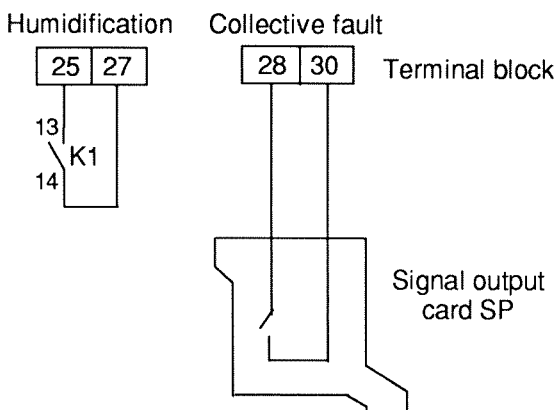 Humidification Collective fault
25 27 28 30 Terminal block
13
K1
14
Signal output
card SP